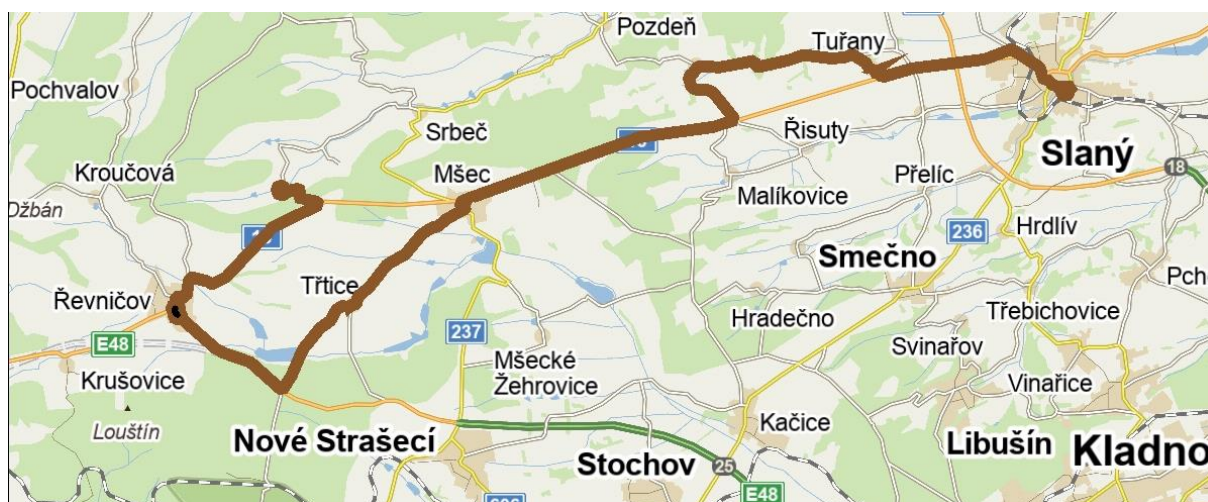 Pozdeň
Tuřany
Pochvalov
Srbeč
Řisuty
Slaný
Kroučová
Mšec
Přelíc
18
Malíkovice
Džbán
236
Hrdlív
Smečno
Třtice
Pch
Řevničov
Hradečno
Třebichovice
E48
237
Svinařov
Mšecké
Žehrovice
Krušovice
Vinařice
Louštín
Kačice
Nové Strašecí
Libušín
Kladno
Stochov
25
E48